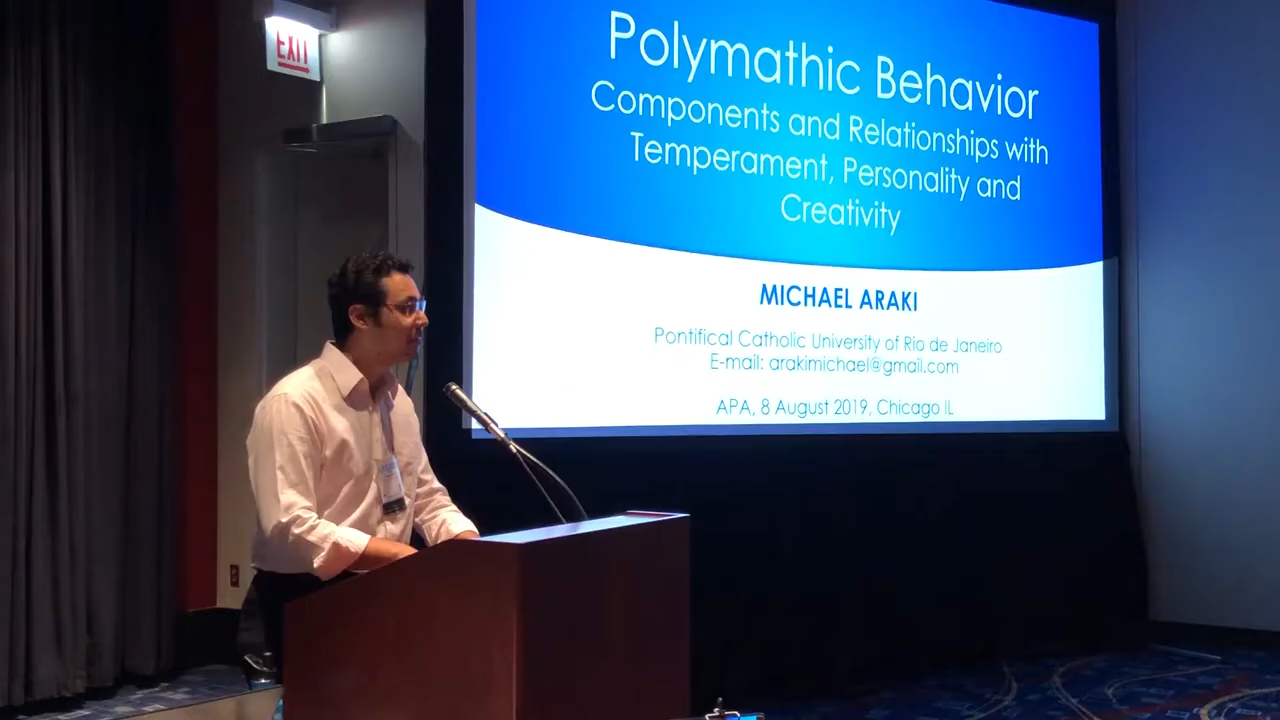 EXIT
Polymathic Behavior
Components and Relationships with
Temperament, Personality and
Creativity
MICHAEL ARAKI
Pontifical Catholic University of Rio de Janeiro
E-mail: arakimichael@gmail.com
APA, 8 August 2019, Chicago IL